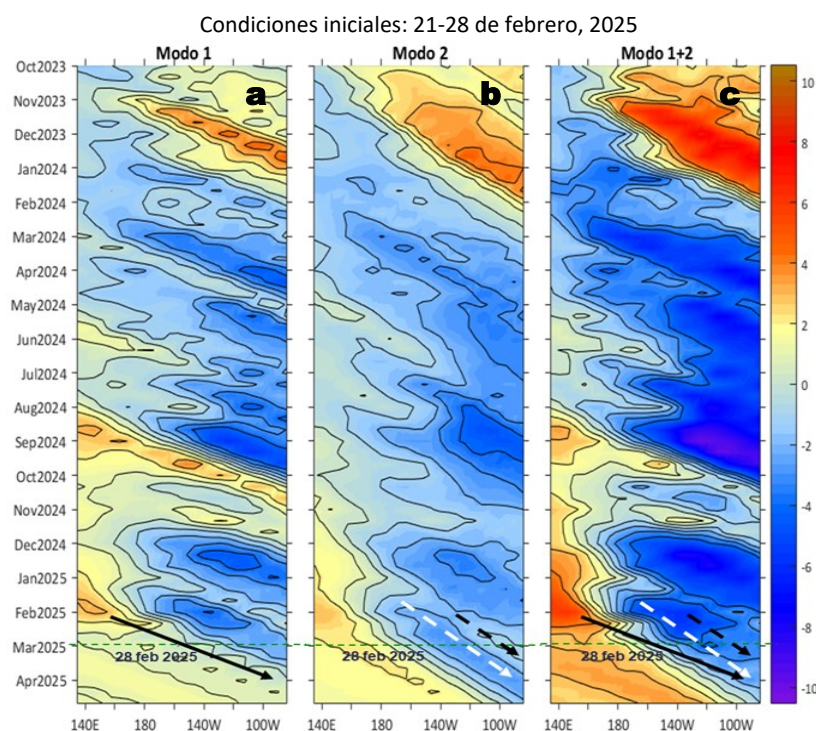 Condiciones iniciales: 21-28 de febrero, 2025
Modo 1
Modo 2
Modo 1+2
a
b
c
Oct2023
Nov2023
Dec2023
Jan2024
Feb2024
Mar2024
Apr2024
May2024
Jun2024
Jul2024
Aug2024
Sep2024
Oct2024
Nov2024
Dec2024
Jan2025
Feb2025
Mar2025
Apr2025
28 feb 2025
28 feb 2025
28 feb 2025
140E 180 140W 100W
140E 180 140W 100W
140E 180 140W 100W
10
8
6
4
2
0
-2
-4
-6
-8
-10